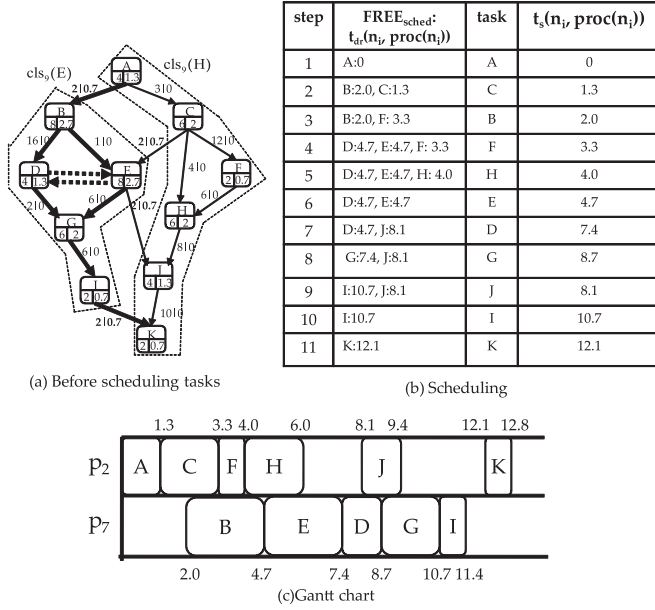 cls9(E)
cls9(H)
A
4 1.3
2|0.7
3|0
B
8 2.7
C
6 2
16|0
1|0
2|0.7
12|0
D
4 1.3
E
8 2.7
4|0
F
2 0.7
2|0
6|0
2|0.7
6|0
G
6 2
H
6 2
6|0
8|0
I
2 0.7
J
4 1.3
2|0.7
10|0
K
2 0.7
(a) Before scheduling tasks
step FREEsched: tdr(ni, proc(ni)) task ts(ni, proc(ni))
1 A:0 A 0
2 B:2.0, C:1.3 C 1.3
3 B:2.0, F: 3.3 B 2.0
4 D:4.7, E:4.7, F: 3.3 F 3.3
5 D:4.7, E:4.7, H: 4.0 H 4.0
6 D:4.7, E:4.7 E 4.7
7 D:4.7, J:8.1 D 7.4
8 G:7.4, J:8.1 G 8.7
9 I:10.7, J:8.1 J 8.1
10 I:10.7 I 10.7
11 K:12.1 K 12.1
(b) Scheduling
1.3 3.3 4.0 6.0 8.1 9.4 12.1 12.8
p2 A C F H J K
p7 B E D G I
2.0 4.7 7.4 8.7 10.7 11.4
(c)Gantt chart